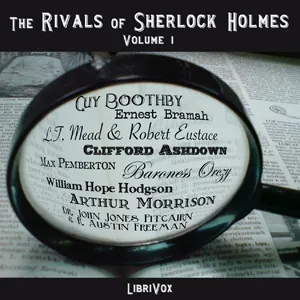 The Rivals of Sherlock Holmes
Volume 1
Guy Boothby
Ernest Bramah
L.T. Mead & Robert Eustace
Clifford Ashdown
Max Pemberton
Baroness Orczy
William Hope Hodgson
Arthur Morrison
Dr. John Jones Pitcairn
& R. Austin Freeman
LibriVox